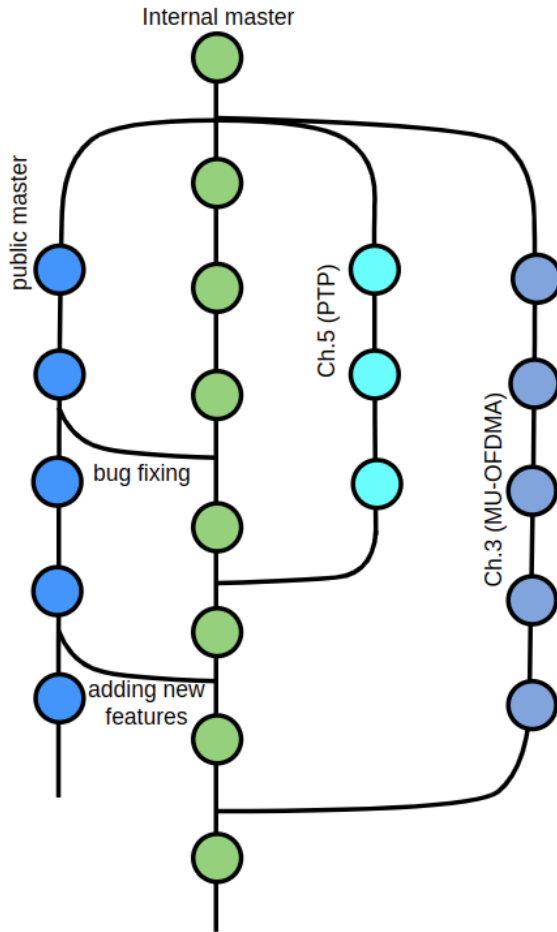 Internal master
public master
Ch.5 (PTP)
Ch.3 (MU-OFDMA)
bug fixing
adding new
features